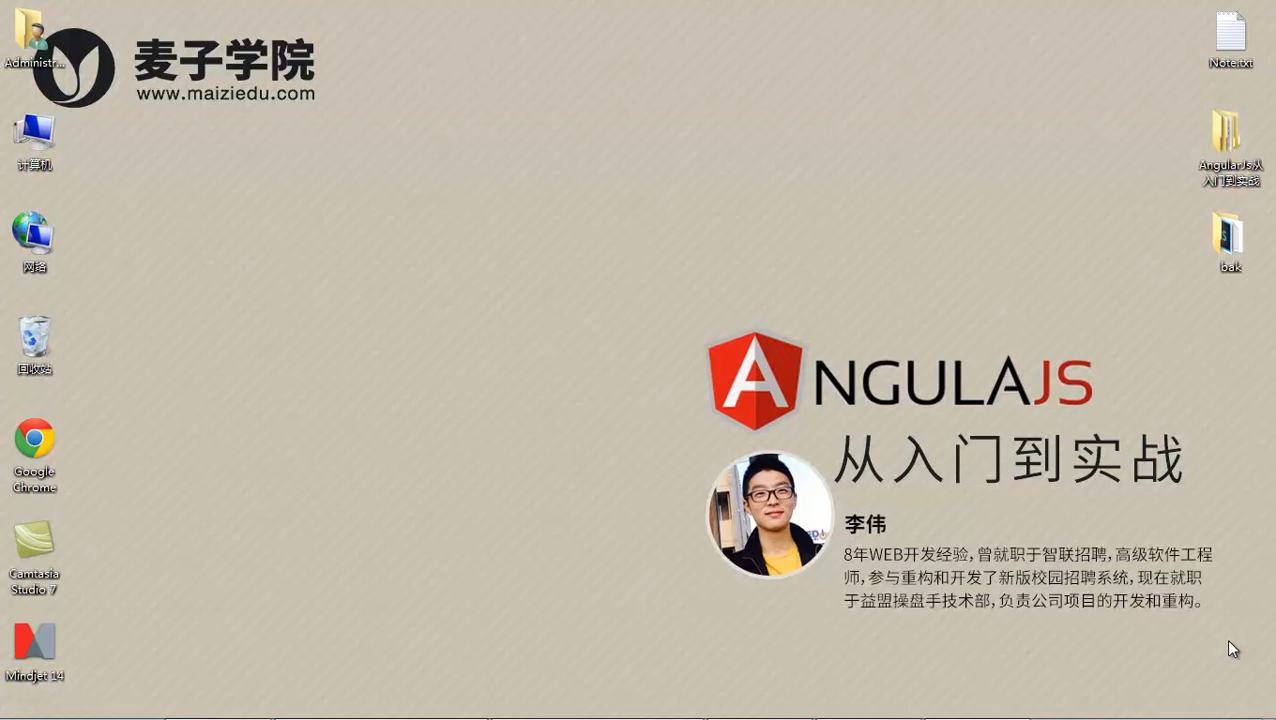 Administr...
麦子学院
www.maiziedu.com
计算机
网络
回收站
Google
Chrome
Camtasia
Studio 7
Mindjet 14
Note.txt
AngularJs从
入门到实战
bak
ANGULAJS
从入门到实战
李伟
8年WEB开发经验,曾就职于智联招聘,高级软件工程
师,参与重构和开发了新版校园招聘系统,现在就职
于益盟操盘手技术部,负责公司项目的开发和重构。